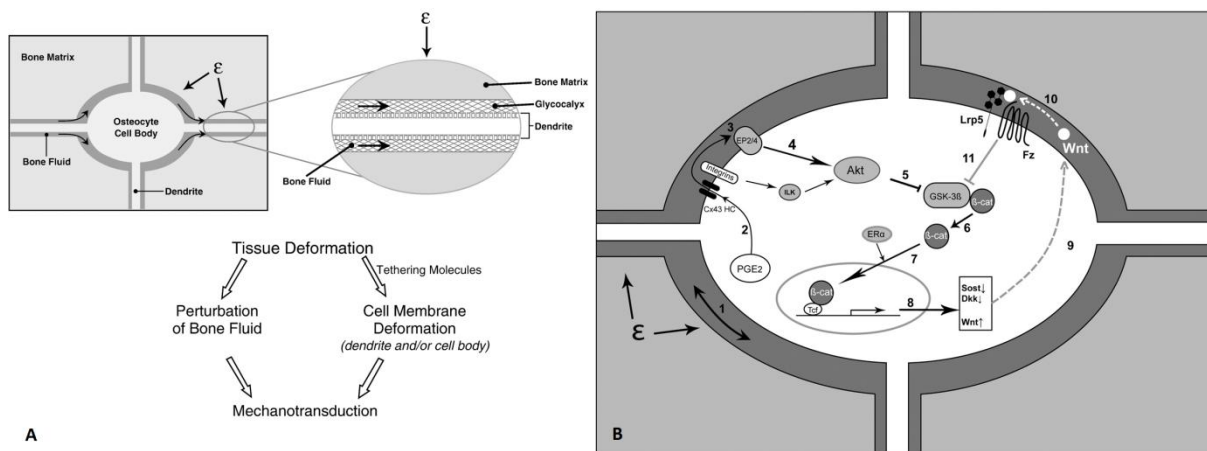 ε
Bone Matrix
ε
Osteocyte
Cell Body
Bone Fluid
Dendrite
Bone Matrix
Glycocalyx
Dendrite
Bone Fluid
Tissue Deformation
Tethering Molecules
Perturbation
of Bone Fluid
Cell Membrane
Deformation
(dendrite and/or cell body)
Mechanotransduction
A
10
Lrp5
Wnt
Fz
3
EP2/4
4
11
Integrins
Akt
5
ILK
GSK-3ß
ß-cat
Cx43 HC
2
6
ERα
ß-cat
9
7
PGE2
ß-cat
Sost↓
Dkk↓
8
Tcf
Wnt↑
1
ε
B